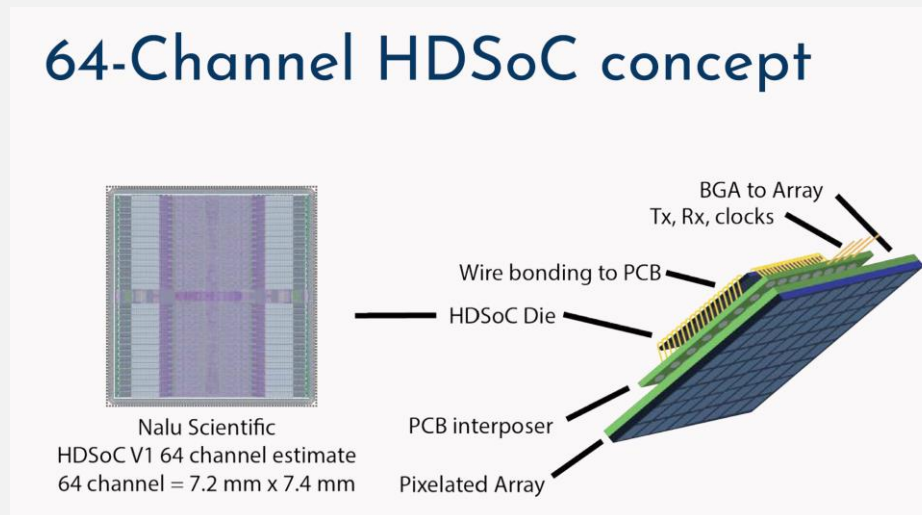 64-Channel HDSoC concept
BGA to Array
Tx, Rx, clocks
Wire bonding to PCB
HDSoC Die
PCB interposer
Pixelated Array
Nalu Scientific
HDSoC V1 64 channel estimate
64 channel = 7.2 mm x 7.4 mm